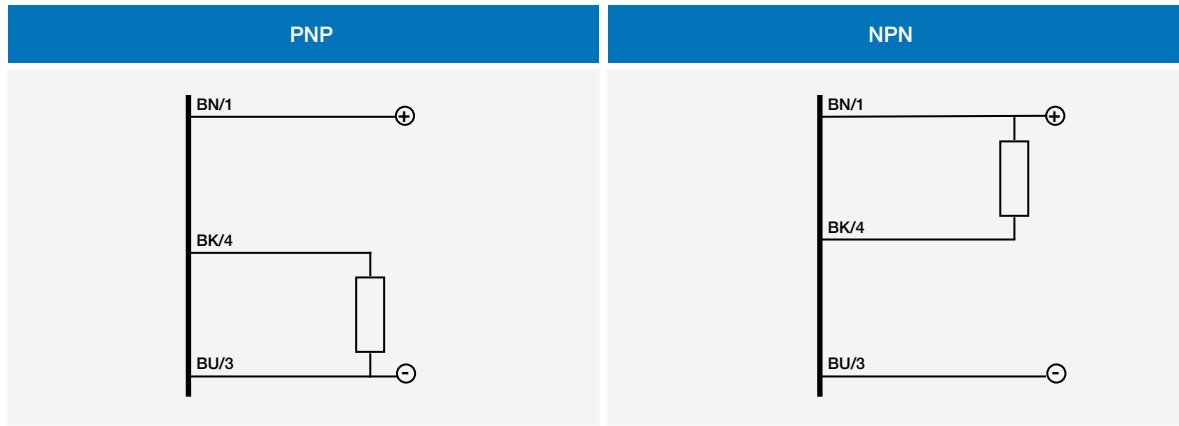 PNP
NPN
BN/1
+
BK/4
BU/3
-
BN/1
+
BK/4
BU/3
-